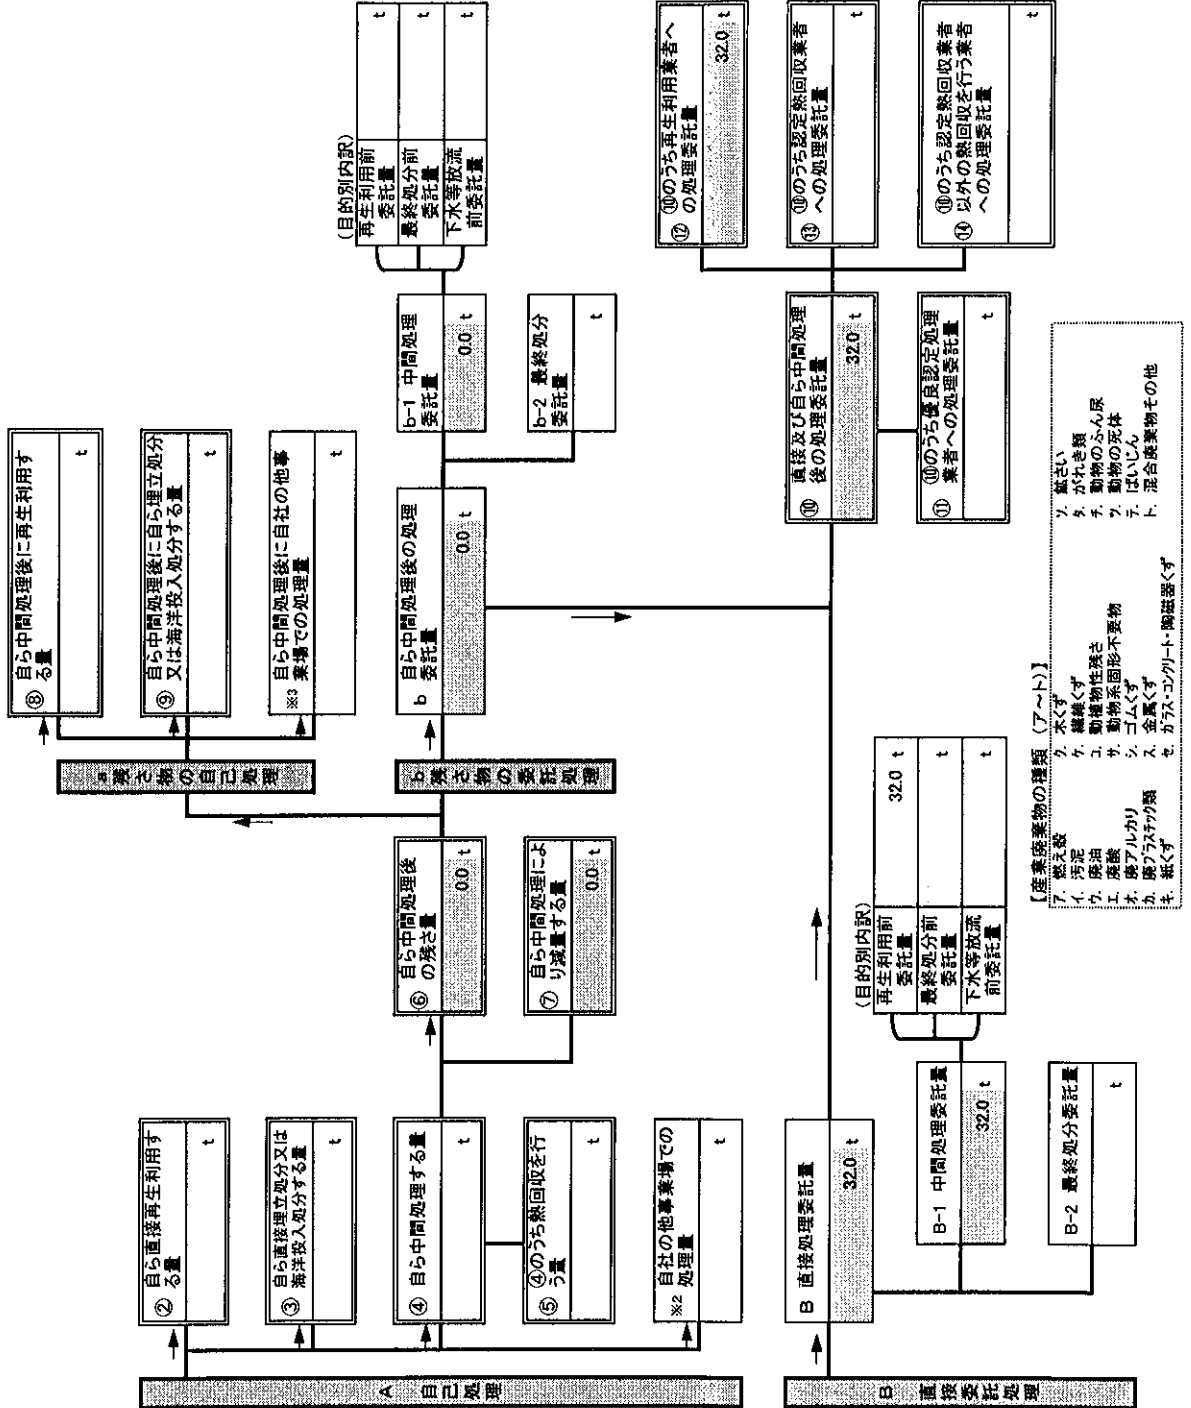 A 自己処理
② 自ら直接再生利用す
る量
t
③ 自ら直接埋立処分又は
海洋投入処分する量
t
④ 自ら中間処理する量
t
⑤ ④のうち熱回収を行
う量
t
※2 自社の他事業場での
処理量
t
⑥ 自ら中間処理後
の残さ量
0.0 t
⑦ 自ら中間処理によ
り減量する量
0.0 t
a 残さ物の自己処理
⑧ 自ら中間処理後に再生利用す
る量
t
⑨ 自ら中間処理後に自ら埋立処分
又は海洋投入処分する量
t
※3 自ら中間処理後に自社の他事
業場での処理量
t
b 残さ物の委託処理
b 自ら中間処理後の処理
委託量
0.0 t
b-1 中間処理
委託量
0.0 t
b-2 最終処分
委託量
t
(目的別内訳)
再生利用前
委託量
t
最終処分前
委託量
t
下水等放流
前委託量
t
B 直接委託処理
B 直接処理委託量
32.0 t
B-1 中間処理委託量
32.0 t
B-2 最終処分委託量
t
(目的別内訳)
再生利用前
委託量
32.0 t
最終処分前
委託量
t
下水等放流
前委託量
t
⑩ 直接及び自ら中間処理
後の処理委託量
32.0 t
⑪ ⑩のうち優良認定処理
業者への処理委託量
t
⑫ ⑩のうち再生利用業者へ
の処理委託量
32.0 t
⑬ ⑩のうち認定熱回収業者
への処理委託量
t
⑭ ⑩のうち認定熱回収業者
以外の熱回収を行う業者
への処理委託量
t
【産業廃棄物の種類 (ア~ト)】
ア. 燃え殻
イ. 汚泥
ウ. 廃油
エ. 廃酸
オ. 廃アルカリ
カ. 廃プラスチック類
キ. 紙くず
ク. 木くず
ケ. 繊維くず
コ. 動植物性残さ
サ. 動物系固形不要物
シ. ゴムくず
ス. 金属くず
セ. ガラス・コンクリート・陶磁器くず
ソ. 鉱さい
タ. がれき類
チ. 動物のふん尿
ツ. 動物の死体
テ. ばいじん
ト. 混合廃棄物その他